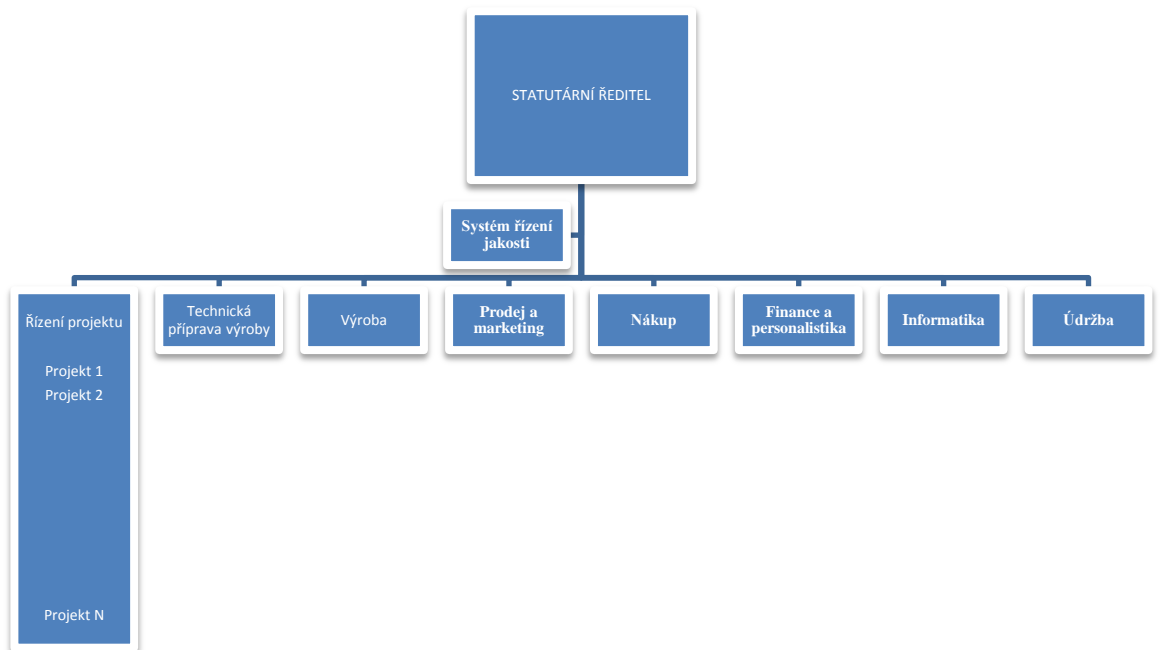 STATUTÁRNÍ ŘEDITEL
Systém řízení
jakosti
Řízení projektu
Projekt 1
Projekt 2
Projekt N
Technická
příprava výroby
Výroba
Prodej a
marketing
Nákup
Finance a
personalistika
Informatika
Údržba